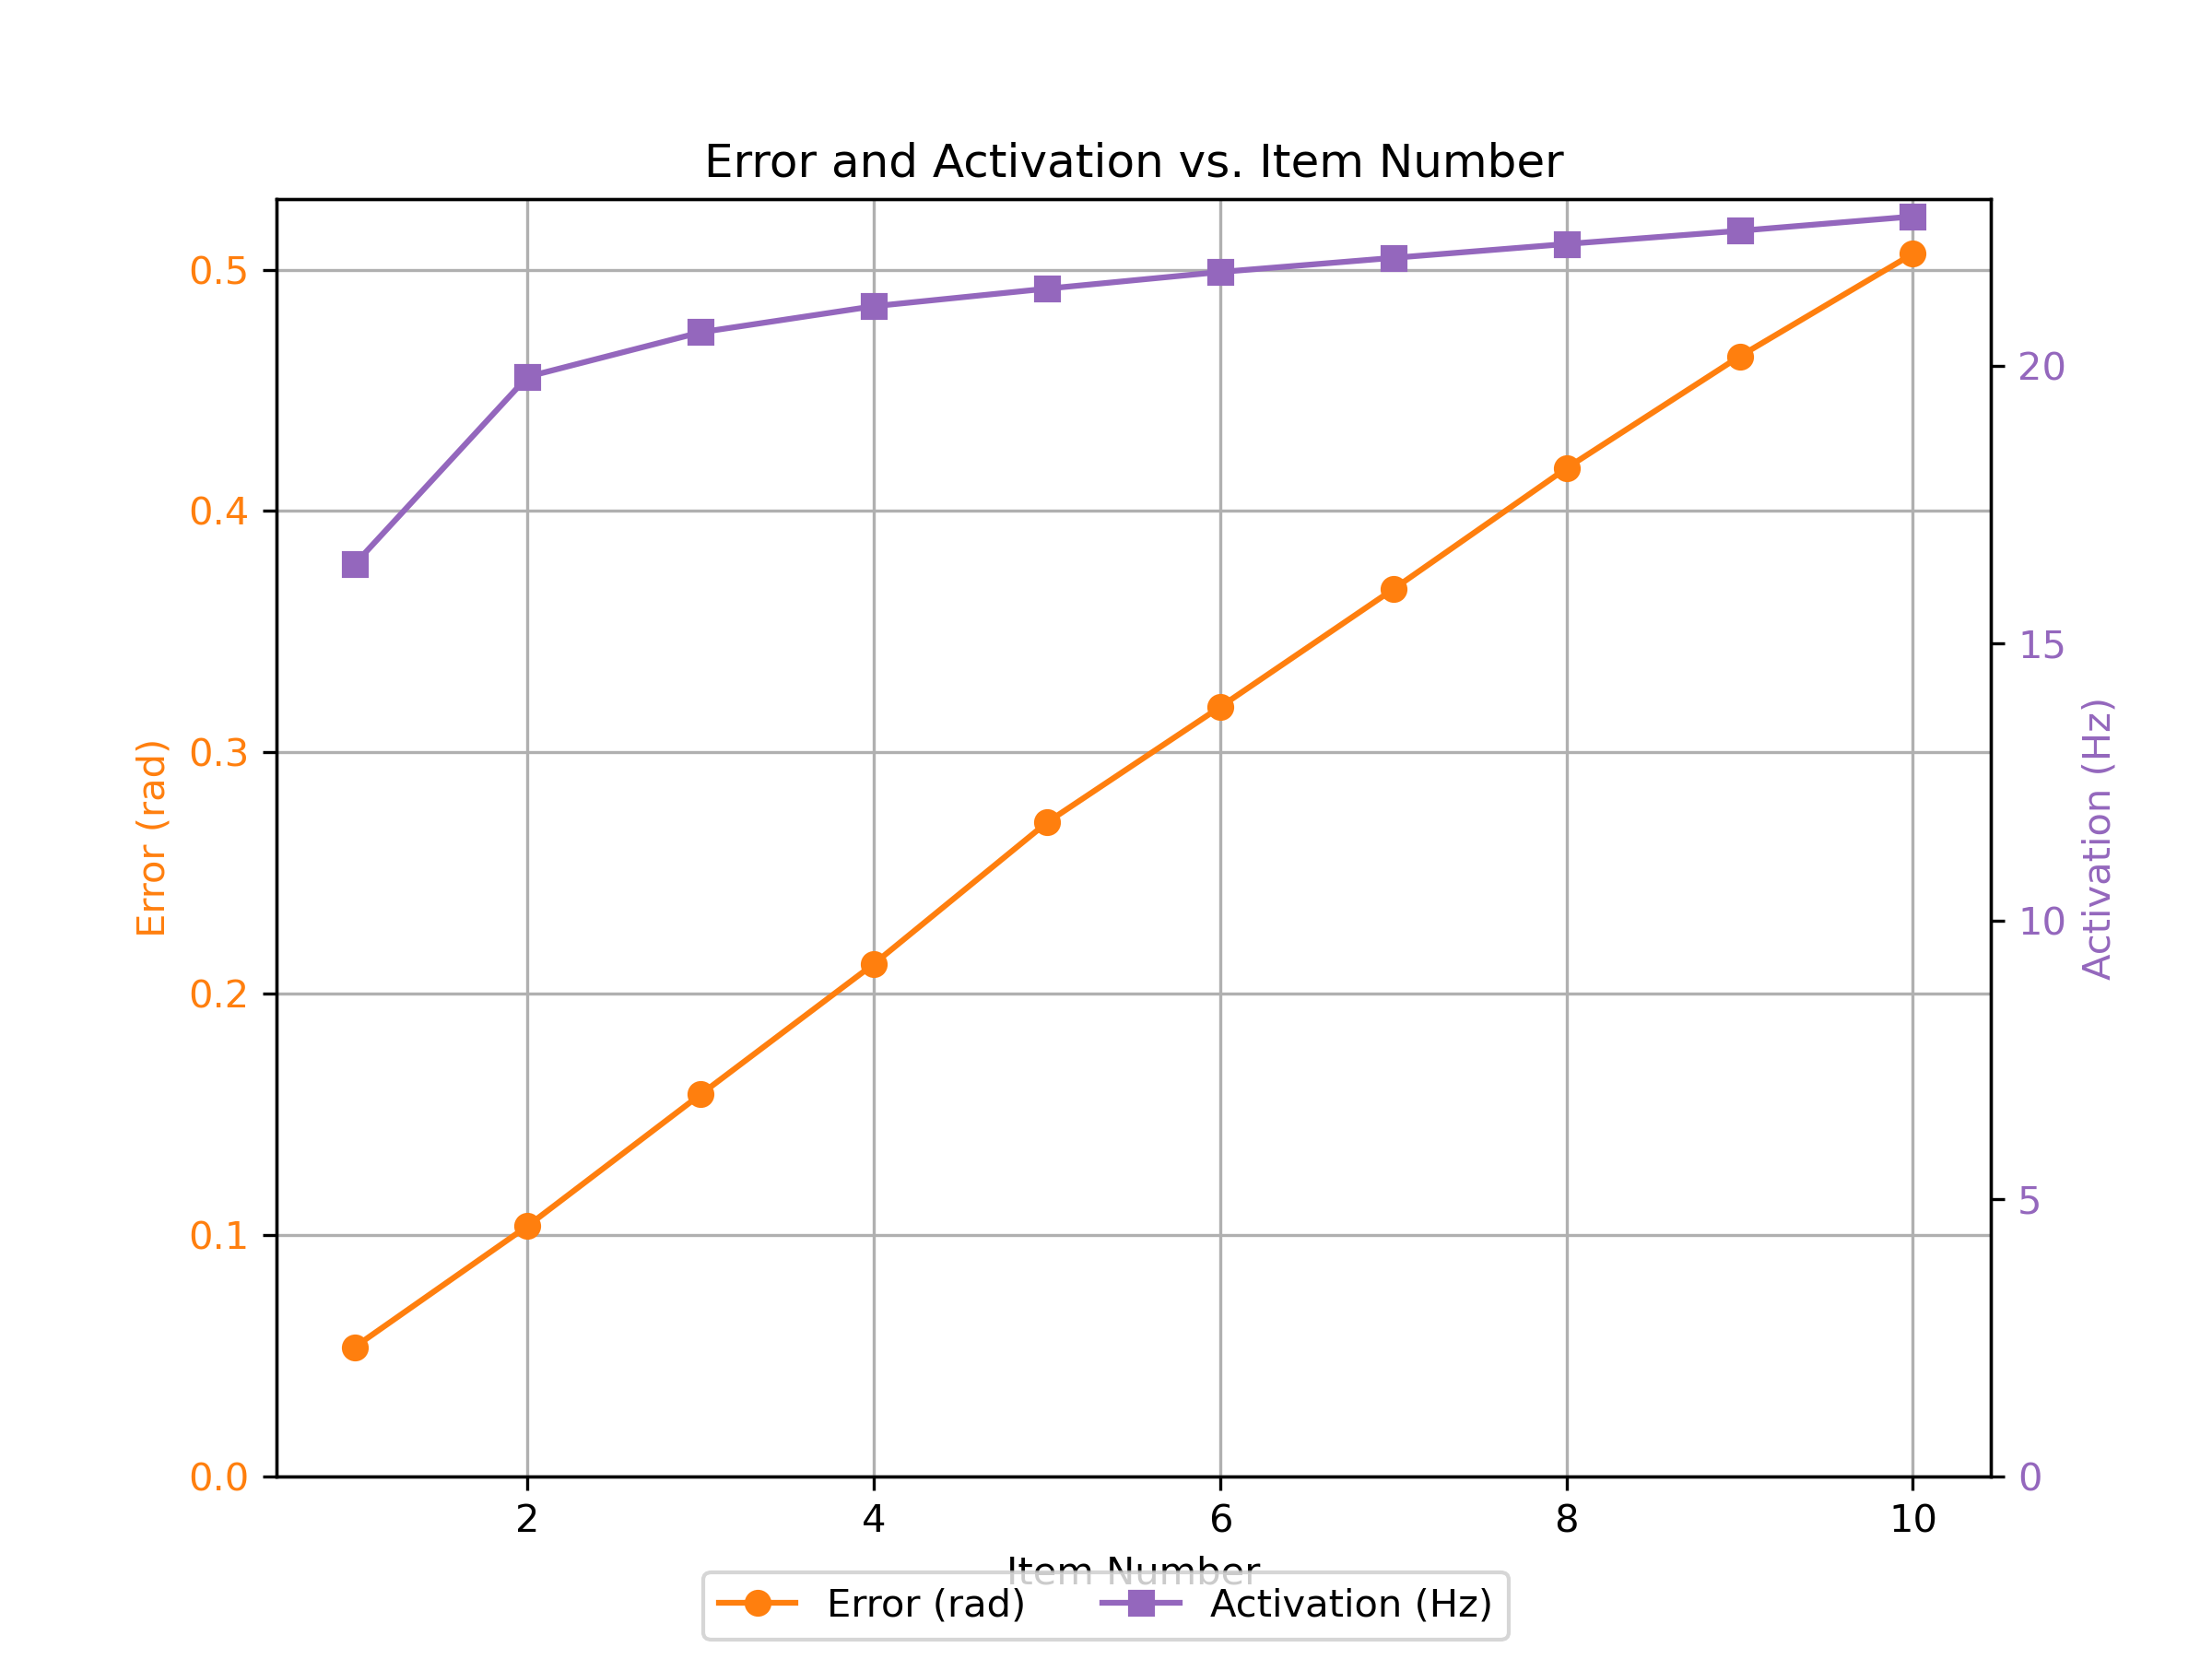 Error and Activation vs. Item Number
0.5
0.4
0.3
0.2
0.1
0.0
Error (rad)
20
15
10
5
0
Activation (Hz)
2 4 6 8 10
Item Number
Error (rad) Activation (Hz)